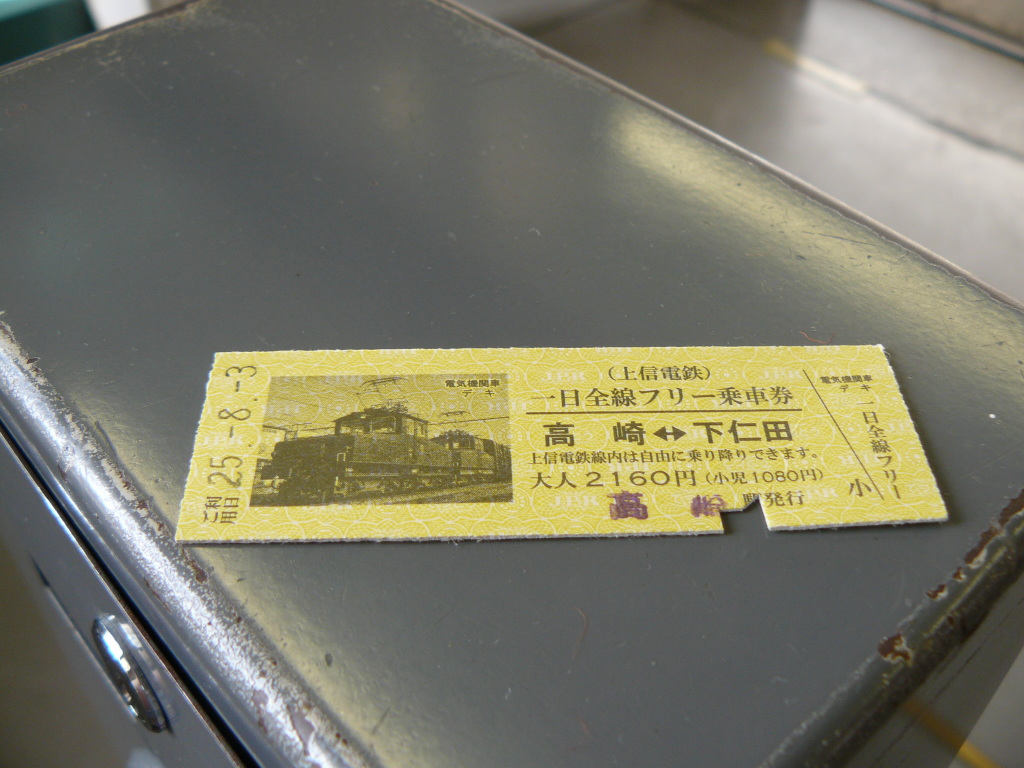 ご利
用日
25.-8.-3
電気機関車
デキ
(上信電鉄)
一日全線フリー乗車券
高 崎↔下仁田
上信電鉄線内は自由に乗り降りできます。
大人2160円(小児1080円)
高 崎 駅発行
電気機関車
デキ
一日全線フリー
小